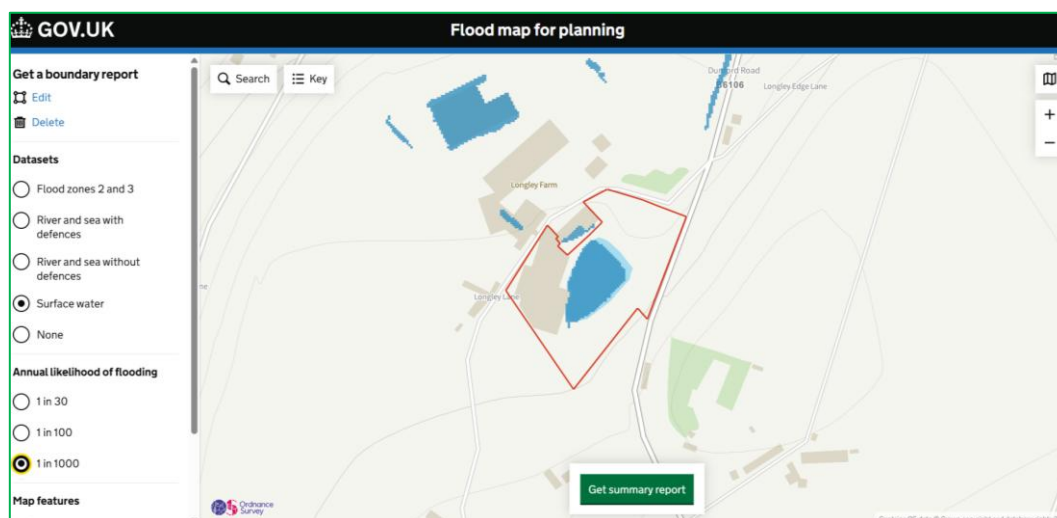 GOV.UK
Flood map for planning
Get a boundary report
Edit
Delete
Datasets
Flood zones 2 and 3
River and sea with
defences
River and sea without
defences
Surface water
None
Annual likelihood of flooding
1 in 30
1 in 100
1 in 1000
Map features
Search
Key
Dunford Road
B6106
Longley Edge Lane
Longley Farm
Longley Lane
ne
Get summary report
Ordnance
Survey